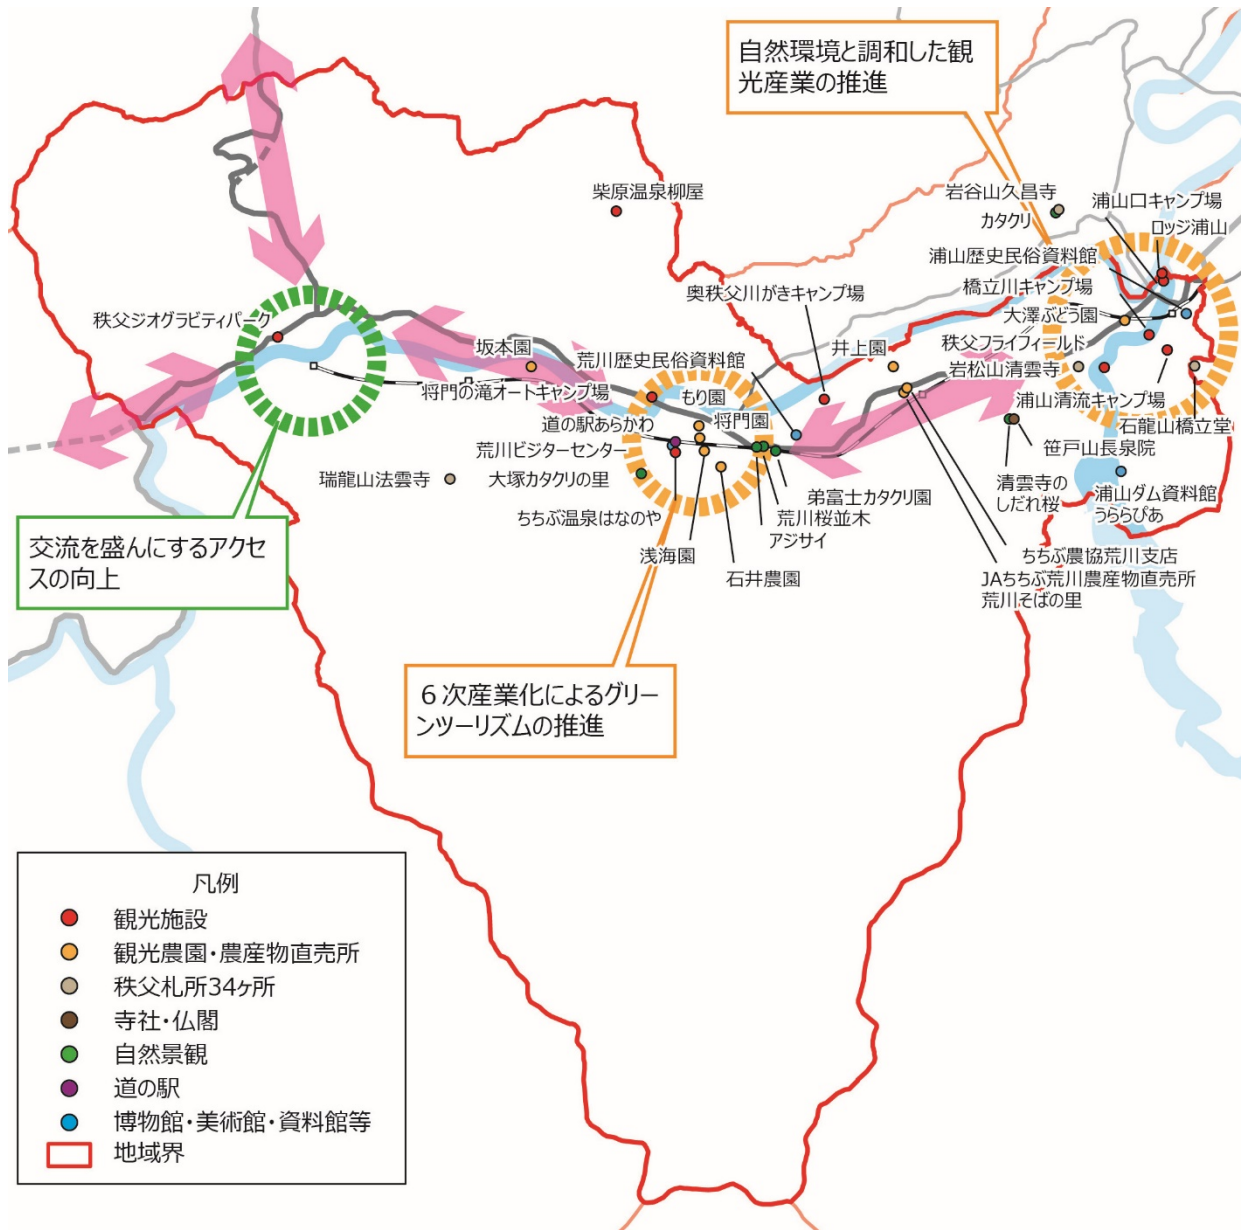 自然環境と調和した観
光産業の推進
柴原温泉柳屋
岩谷山久昌寺
カタクリ
浦山口キャンプ場
ロッジ浦山
浦山歴史民俗資料館
橋立川キャンプ場
奥秩父川がきキャンプ場
大澤ぶどう園
秩父ジオグラビティパーク
坂本園
荒川歴史民俗資料館
井上園
秩父フライフィールド
岩松山清雲寺
将門の滝オートキャンプ場
もり園
浦山清流キャンプ場
道の駅あらかわ
将門園
石龍山橋立堂
荒川ビジターセンター
笹戸山長泉院
瑞龍山法雲寺
大塚カタクリの里
弟富士カタクリ園
清雲寺の
しだれ桜
浦山ダム資料館
うららぴあ
ちちぶ温泉はなのや
荒川桜並木
アジサイ
交流を盛んにするアクセ
スの向上
浅海園
石井農園
ちちぶ農協荒川支店
JAちちぶ荒川農産物直売所
荒川そばの里
６次産業化によるグリー
ンツーリズムの推進
凡例
観光施設
観光農園・農産物直売所
秩父札所34ヶ所
寺社・仏閣
自然景観
道の駅
博物館・美術館・資料館等
地域界